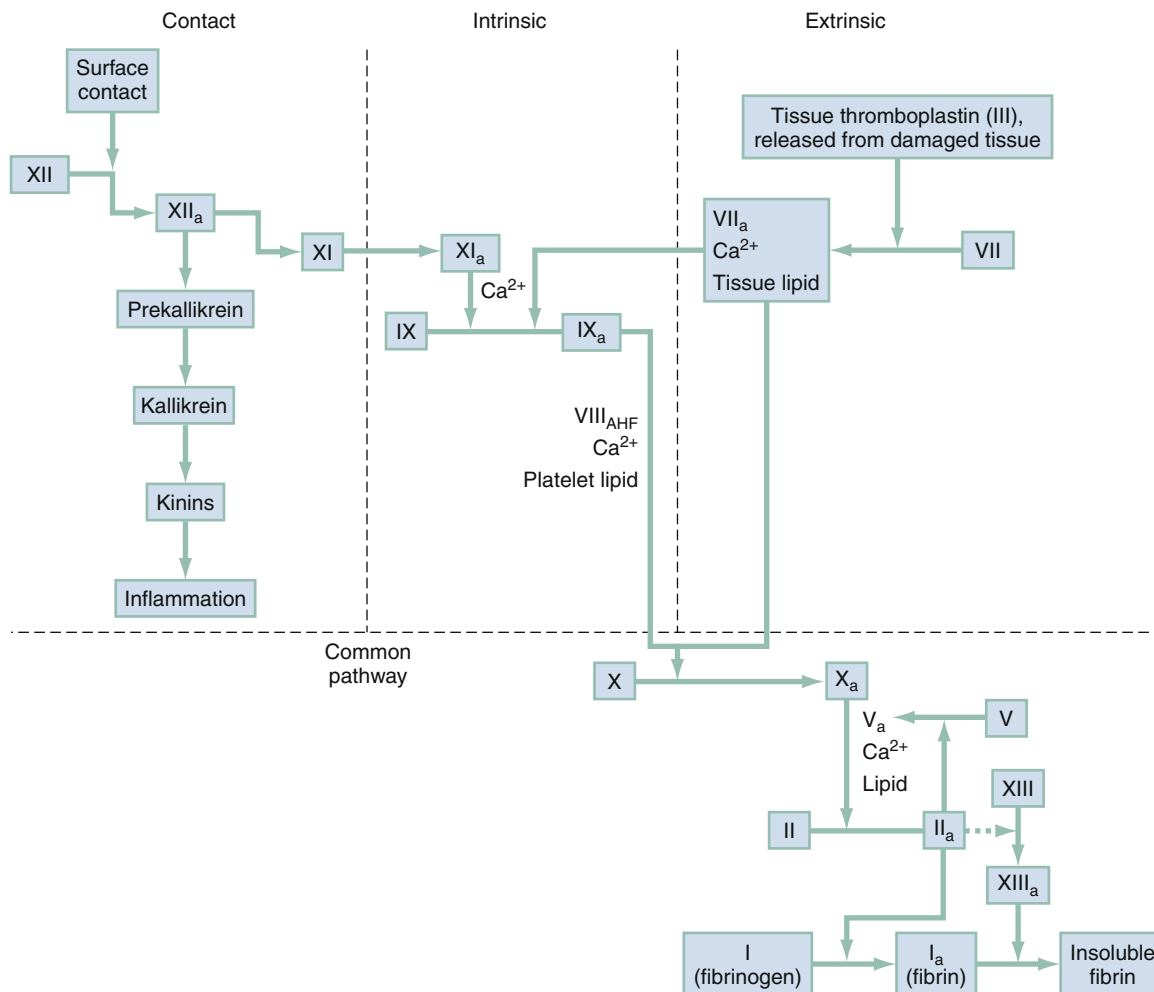 Contact
Intrinsic
Extrinsic
Surface
contact
Tissue thromboplastin (III),
released from damaged tissue
XII
XIIₐ
XI
XIₐ
Ca²⁺
VIIₐ
Ca²⁺
Tissue lipid
VII
Prekallikrein
IX
IXₐ
Kallikrein
VIII_AHF
Ca²⁺
Platelet lipid
Kinins
Inflammation
Common
pathway
X
Xₐ
Vₐ
Ca²⁺
Lipid
V
XIII
II
IIₐ
XIIIₐ
I
(fibrinogen)
Iₐ
(fibrin)
Insoluble
fibrin